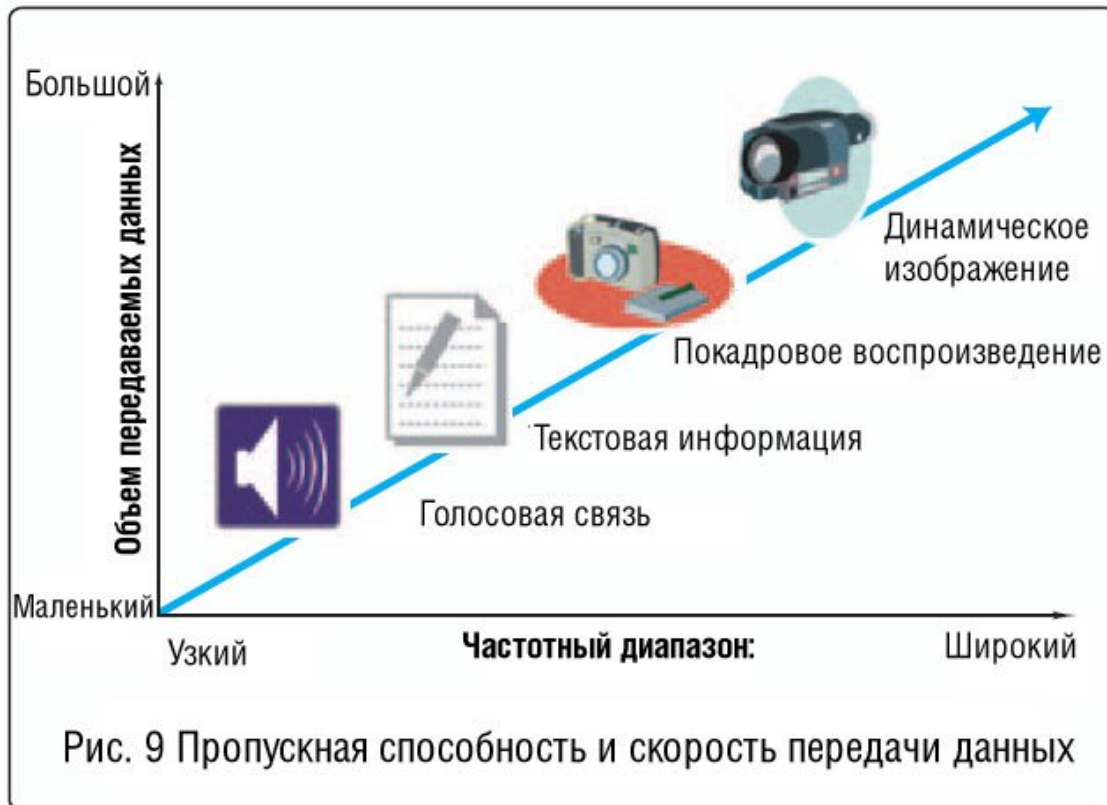 Большой
Объем передаваемых данных
Динамическое
изображение
Покадровое воспроизведение
Текстовая информация
Голосовая связь
Маленький
Узкий
Частотный диапазон:
Широкий
Рис. 9 Пропускная способность и скорость передачи данных